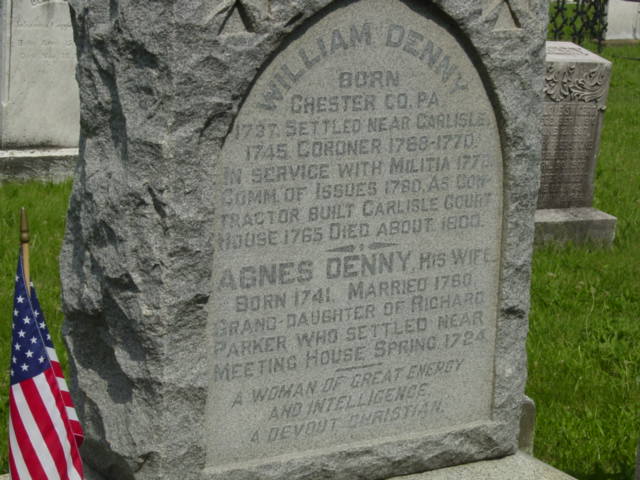 WILLIAM DENNY
BORN
CHESTER CO. PA
1737. SETTLED NEAR CARLISLE,
1745. CORONER 1768-1770.
IN SERVICE WITH MILITIA
COMM. OF ISSUES 1780. AS CON-
TRACTOR BUILT CARLISLE COURT
HOUSE 1765 DIED ABOUT 1800.
AGNES DENNY, HIS WIFE
BORN 1741. MARRIED 1760.
GRAND-DAUGHTER OF RICHARD
PARKER WHO SETTLED NEAR
MEETING HOUSE SPRING 1724.
A WOMAN OF GREAT ENERGY
AND INTELLIGENCE
A DEVOUT CHRISTIAN.